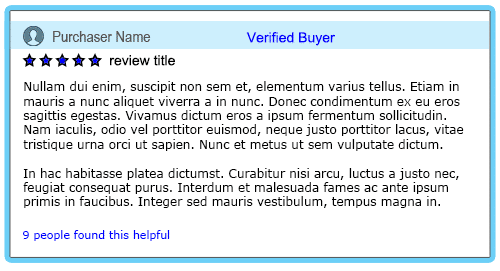 Purchaser Name Verified Buyer
review title
Nullam dui enim, suscipit non sem et, elementum varius tellus. Etiam in
mauris a nunc aliquet viverra a in nunc. Donec condimentum ex eu eros
sagittis egestas. Vivamus dictum eros a ipsum fermentum sollicitudin.
Nam iaculis, odio vel porttitor euismod, neque justo porttitor lacus, vitae
tristique urna orci ut sapien. Nunc et metus ut sem vulputate dictum.
In hac habitasse platea dictumst. Curabitur nisi arcu, luctus a justo nec,
feugiat consequat purus. Interdum et malesuada fames ac ante ipsum
primis in faucibus. Integer sed mauris vestibulum, tempus magna in.
9 people found this helpful